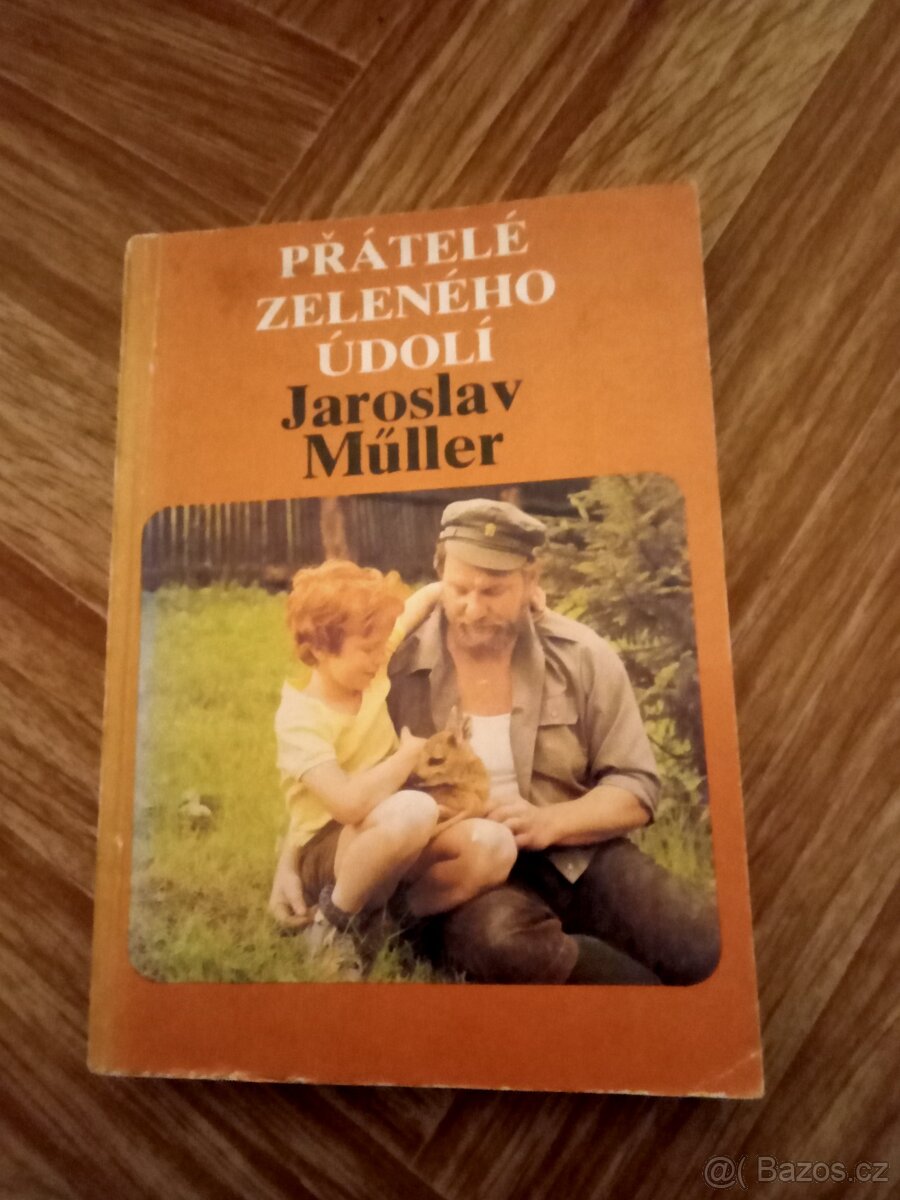 PŘÁTELÉ
ZELENÉHO
ÚDOLÍ
Jaroslav
Műller
@( Bazos.cz